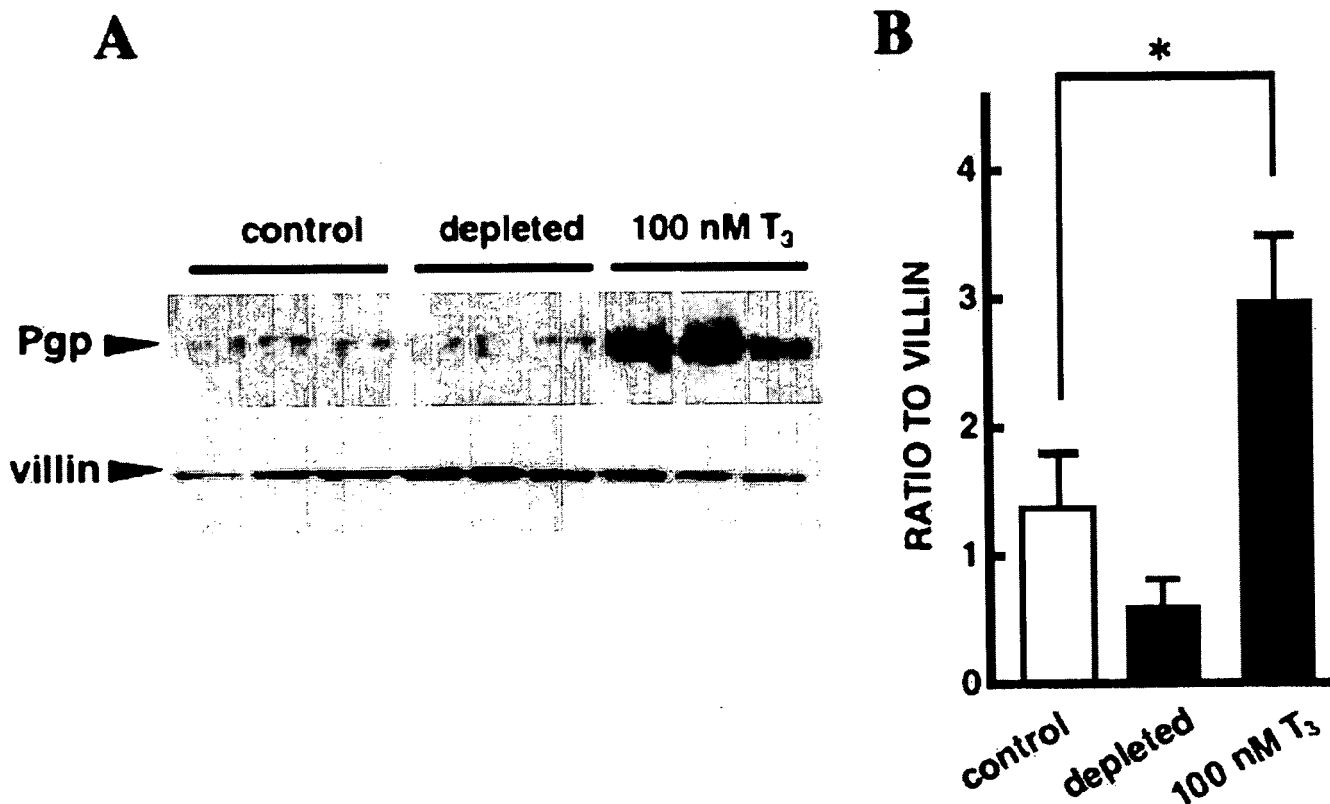 A
control depleted 100 nM T₃
Pgp
villin
B
*
RATIO TO VILLIN
4
3
2
1
0
control depleted 100 nM T₃